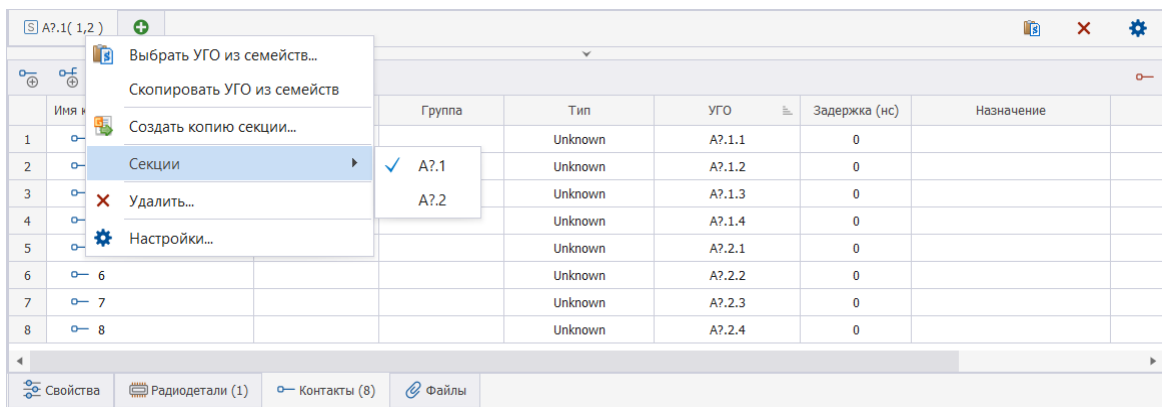 S A?.1( 1,2 )
Выбрать УГО из семейств...
Скопировать УГО из семейств
Создать копию секции...
Секции
Удалить...
Настройки...
A?.1
A?.2
Имя Группа Тип УГО Задержка (нс) Назначение
1 Unknown A?.1.1 0
2 Unknown A?.1.2 0
3 Unknown A?.1.3 0
4 Unknown A?.1.4 0
5 Unknown A?.2.1 0
6 6 Unknown A?.2.2 0
7 7 Unknown A?.2.3 0
8 8 Unknown A?.2.4 0
Свойства Радиодетали (1) Контакты (8) Файлы